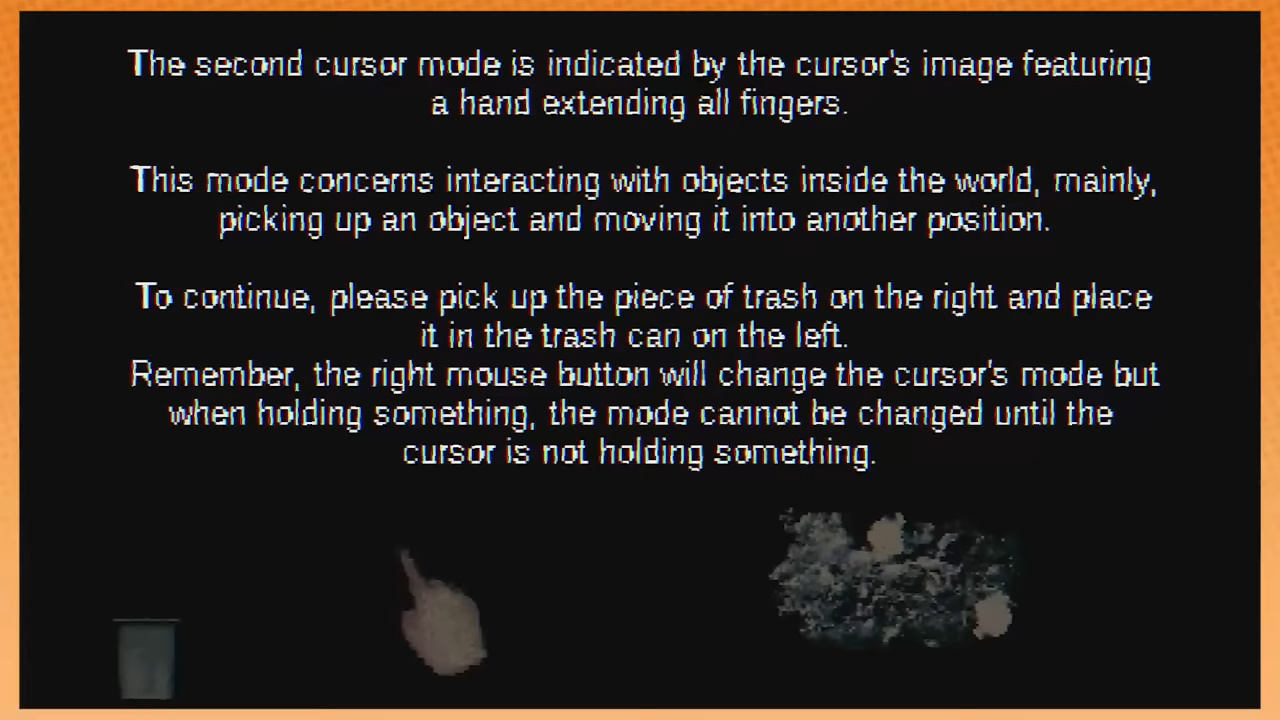 The second cursor mode is indicated by the cursor's image featuring
a hand extending all fingers.
This mode concerns interacting with objects inside the world, mainly,
picking up an object and moving it into another position.
To continue, please pick up the piece of trash on the right and place
it in the trash can on the left.
Remember, the right mouse button will change the cursor's mode but
when holding something, the mode cannot be changed until the
cursor is not holding something.